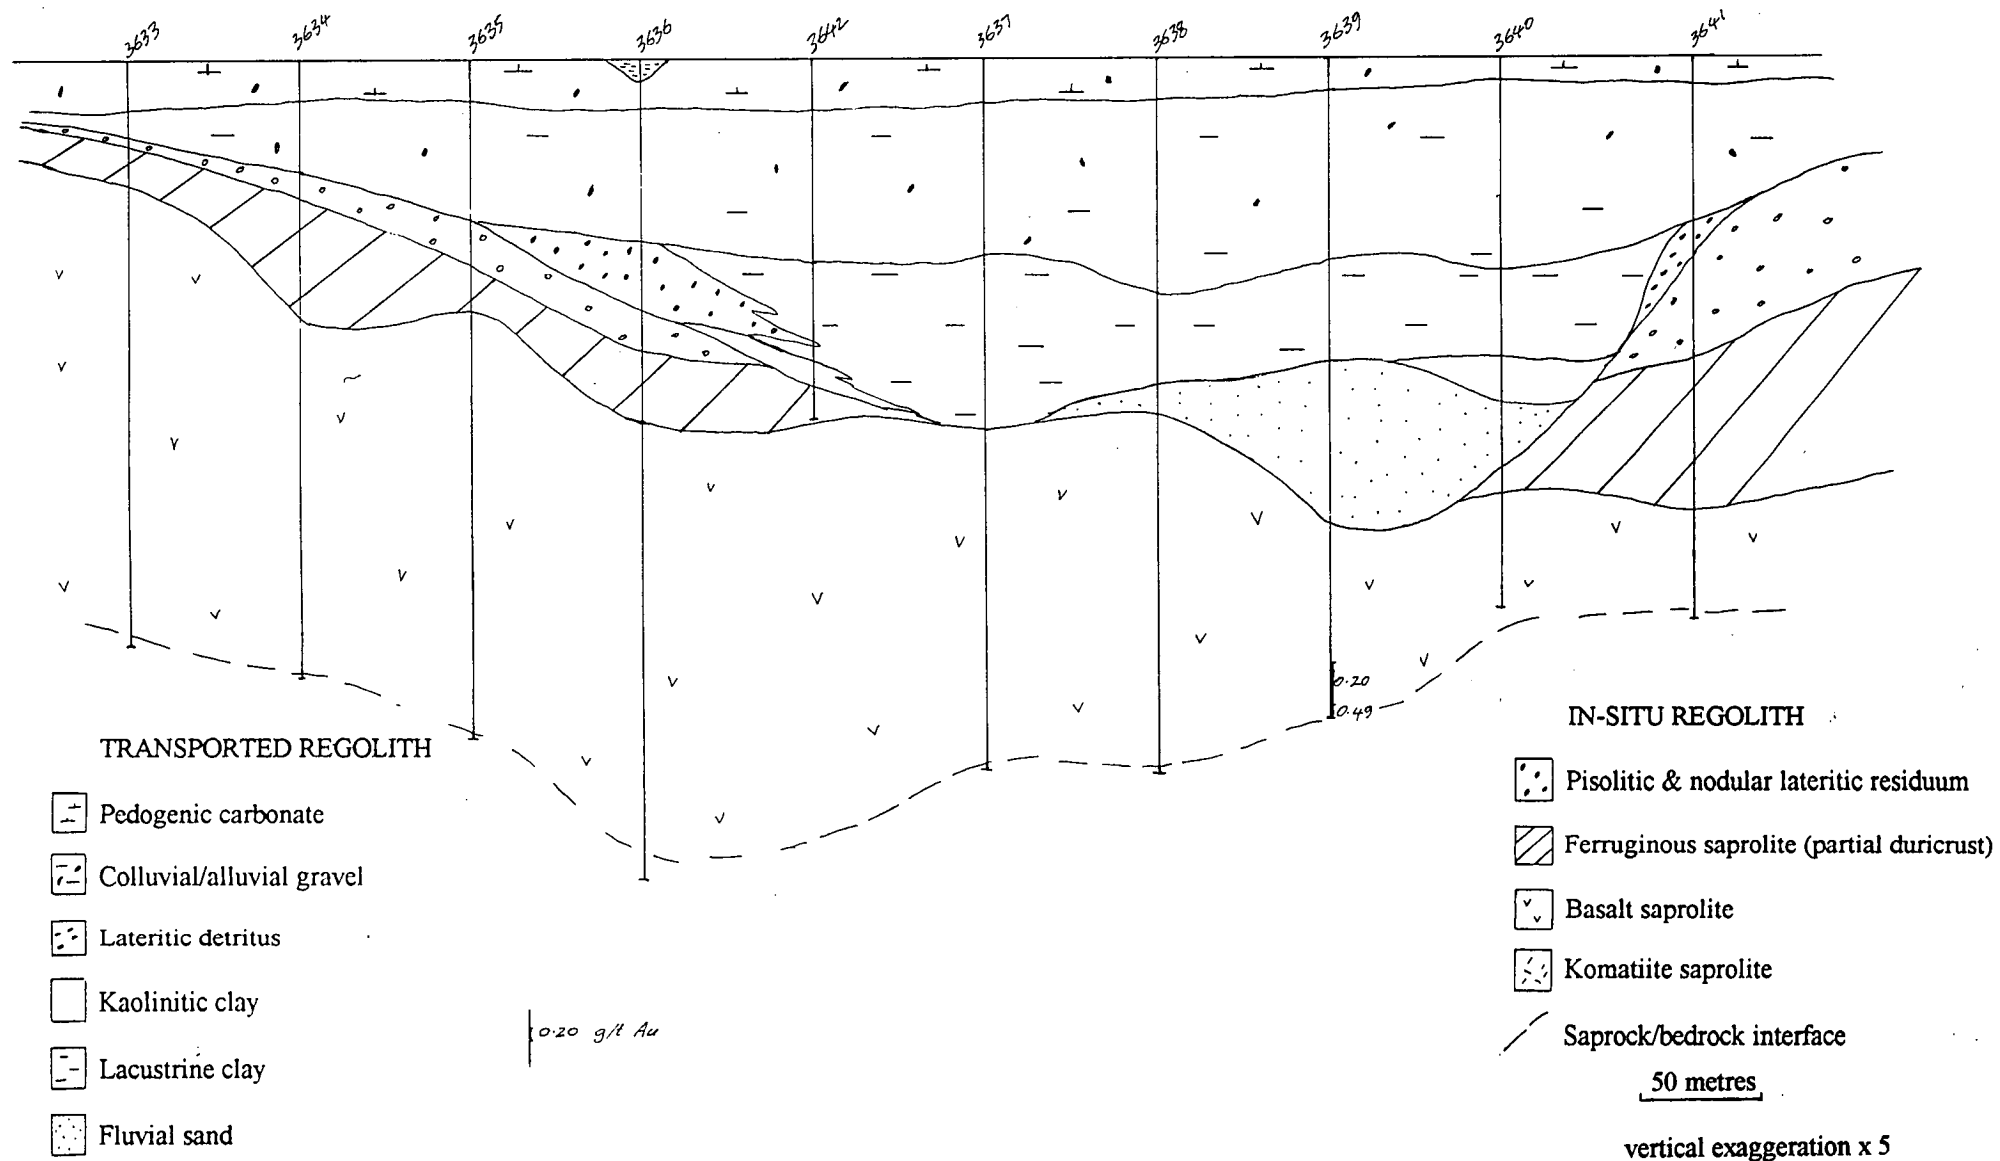 3633
3634
3635
3636
3642
3637
3638
3639
3640
3641
0.20
0.49
TRANSPORTED REGOLITH
Pedogenic carbonate
Colluvial/alluvial gravel
Lateritic detritus
Kaolinitic clay
Lacustrine clay
Fluvial sand
0.20 g/t Au
IN-SITU REGOLITH
Pisolitic & nodular lateritic residuum
Ferruginous saprolite (partial duricrust)
Basalt saprolite
Komatiite saprolite
Saprock/bedrock interface
50 metres
vertical exaggeration x 5